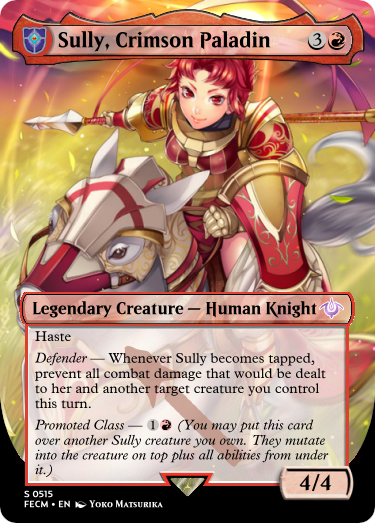 Sully, Crimson Paladin 3
Legendary Creature — Human Knight
Haste
Defender — Whenever Sully becomes tapped,
prevent all combat damage that would be dealt
to her and another target creature you control
this turn.
Promoted Class — 1 (You may put this card
over another Sully creature you own. They mutate
into the creature on top plus all abilities from under
it.)
4/4
S 0515
FECM • EN Yoko Matsurika